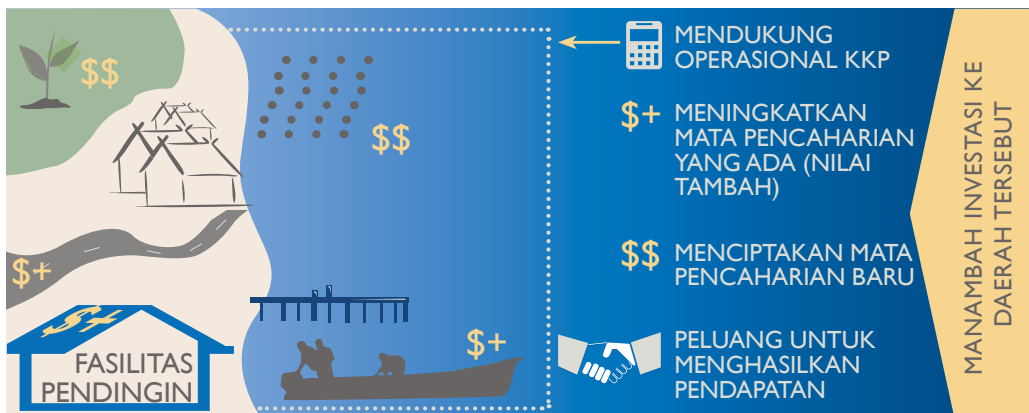 $$
$$
$+
$+
FASILITAS
PENDINGIN
$+
MENDUKUNG
OPERASIONAL KKP
$+ MENINGKATKAN
MATA PENCAHARIAN
YANG ADA (NILAI
TAMBAH)
$$ MENCIPTAKAN MATA
PENCAHARIAN BARU
PELUANG UNTUK
MENGHASILKAN
PENDAPATAN
MANAMBAH INVESTASI KE
DAERAH TERSEBUT